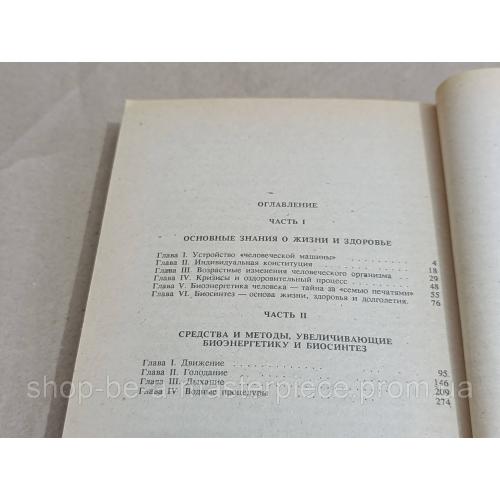 ОГЛАВЛЕНИЕ
ЧАСТЬ I
ОСНОВНЫЕ ЗНАНИЯ О ЖИЗНИ И ЗДОРОВЬЕ
Глава I. Устройство «человеческой машины» 4
Глава II. Индивидуальная конституция 18
Глава III. Возрастные изменения человеческого организма 29
Глава IV. Кризисы и оздоровительный процесс 48
Глава V. Биоэнергетика человека — тайна за «семью печатями» 55
Глава VI. Биосинтез — основа жизни, здоровья и долголетия. 76
ЧАСТЬ II
СРЕДСТВА И МЕТОДЫ, УВЕЛИЧИВАЮЩИЕ
БИОЭНЕРГЕТИКУ И БИОСИНТЕЗ
Глава I. Движение 95
Глава II. Голодание 146
Глава III. Дыхание 209
Глава IV. Водные процедуры 274